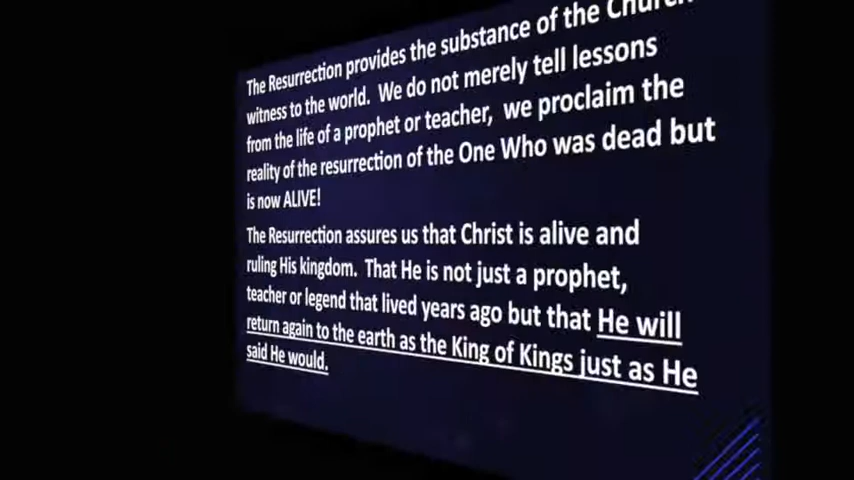 The Resurrection provides the substance of the Church
witness to the world. We do not merely tell lessons
from the life of a prophet or teacher, we proclaim the
reality of the resurrection of the One Who was dead but
is now ALIVE!
The Resurrection assures us that Christ is alive and
ruling His kingdom. That He is not just a prophet,
teacher or legend that lived years ago but that He will
return again to the earth as the King of Kings just as He
said He would.